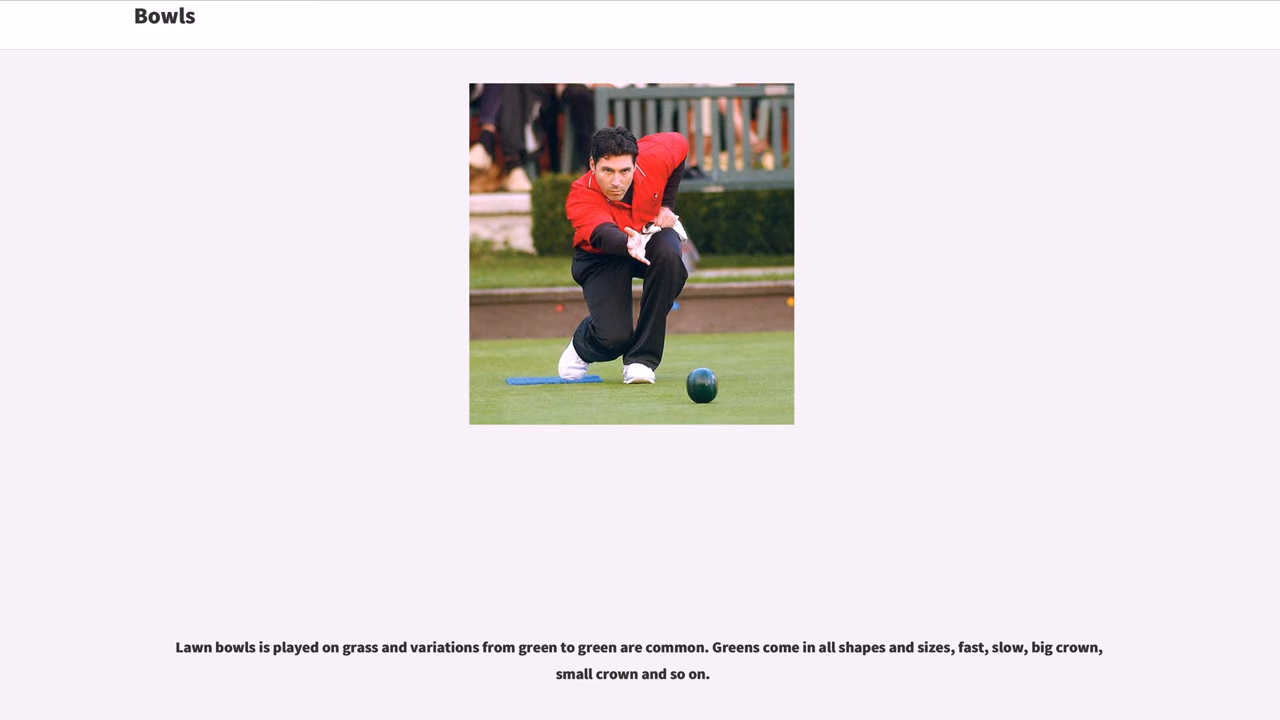 Bowls
Lawn bowls is played on grass and variations from green to green are common. Greens come in all shapes and sizes, fast, slow, big crown,
small crown and so on.